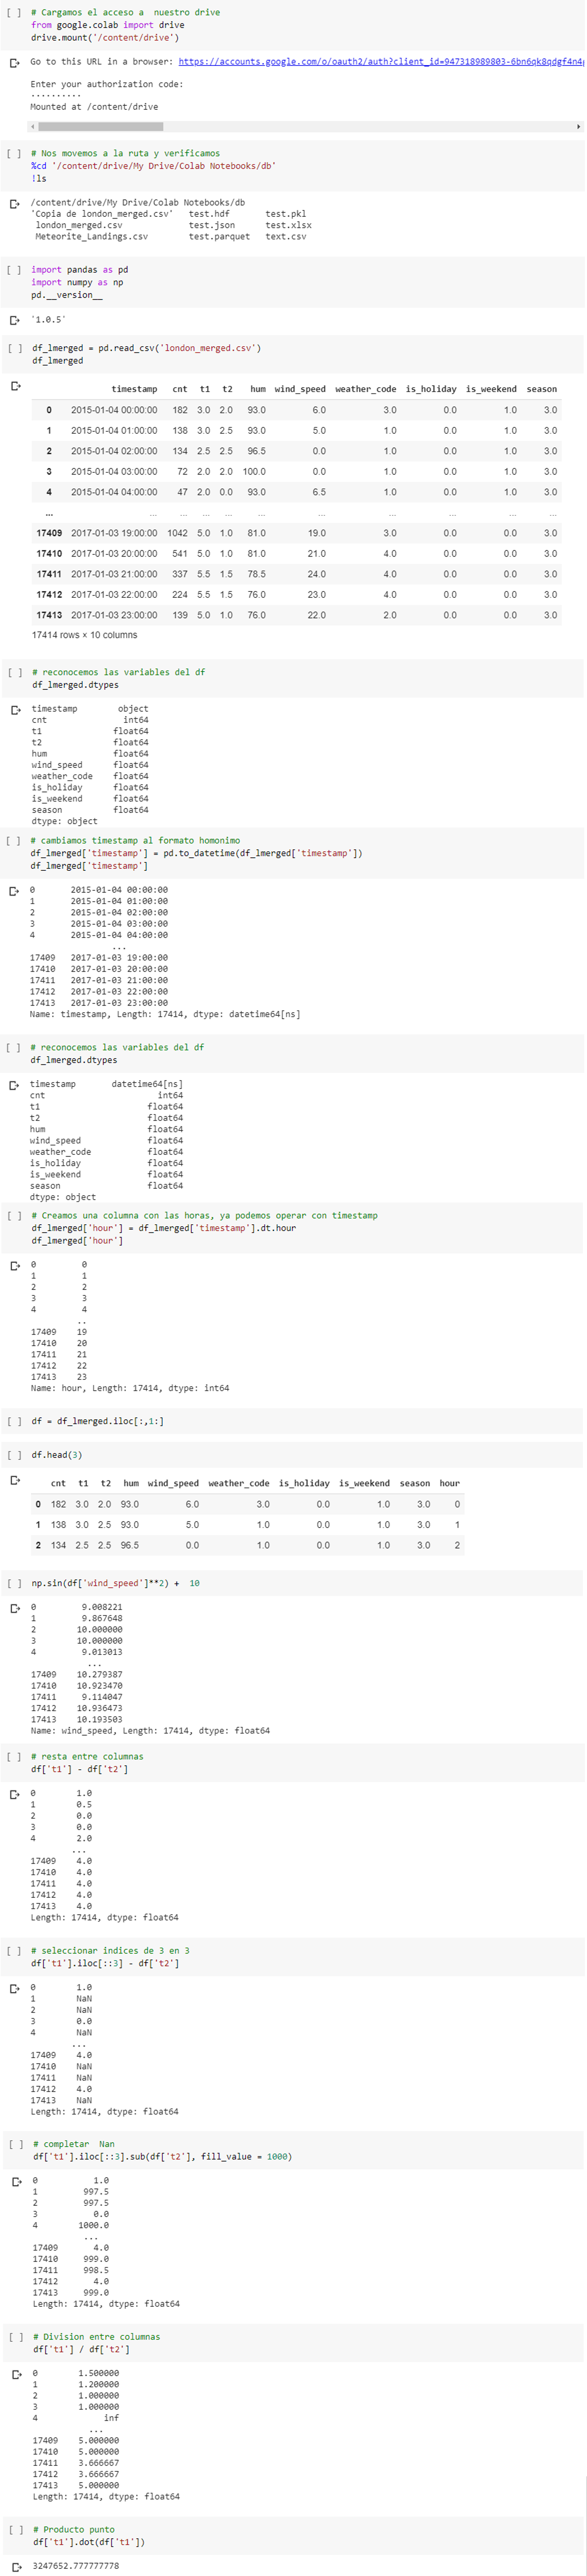 [ ] # Cargamos el acceso a  nuestro drive
from google.colab import drive
drive.mount('/content/drive')
Go to this URL in a browser: https://accounts.google.com/o/oauth2/auth?client_id=947318989803-6bn6qk8qdgf4n4g
Enter your authorization code:
··········
Mounted at /content/drive
[ ] # Nos movemos a la ruta y verificamos
%cd '/content/drive/My Drive/Colab Notebooks/db'
!ls
/content/drive/My Drive/Colab Notebooks/db
'Copia de london_merged.csv'   test.hdf       test.pkl
london_merged.csv             test.json      test.xlsx
Meteorite_Landings.csv        test.parquet   text.csv
[ ] import pandas as pd
import numpy as np
pd.__version__
'1.0.5'
[ ] df_lmerged = pd.read_csv('london_merged.csv')
df_lmerged
timestamp cnt t1 t2 hum wind_speed weather_code is_holiday is_weekend season
0 2015-01-04 00:00:00 182 3.0 2.0 93.0 6.0 3.0 0.0 1.0 3.0
1 2015-01-04 01:00:00 138 3.0 2.5 93.0 5.0 1.0 0.0 1.0 3.0
2 2015-01-04 02:00:00 134 2.5 2.5 96.5 0.0 1.0 0.0 1.0 3.0
3 2015-01-04 03:00:00 72 2.0 2.0 100.0 0.0 1.0 0.0 1.0 3.0
4 2015-01-04 04:00:00 47 2.0 0.0 93.0 6.5 1.0 0.0 1.0 3.0
... ... ... ... ... ... ... ... ... ... ...
17409 2017-01-03 19:00:00 1042 5.0 1.0 81.0 19.0 3.0 0.0 0.0 3.0
17410 2017-01-03 20:00:00 541 5.0 1.0 81.0 21.0 4.0 0.0 0.0 3.0
17411 2017-01-03 21:00:00 337 5.5 1.5 78.5 24.0 4.0 0.0 0.0 3.0
17412 2017-01-03 22:00:00 224 5.5 1.5 76.0 23.0 4.0 0.0 0.0 3.0
17413 2017-01-03 23:00:00 139 5.0 1.0 76.0 22.0 2.0 0.0 0.0 3.0
17414 rows × 10 columns
[ ] # reconocemos las variables del df
df_lmerged.dtypes
timestamp        object
cnt               int64
t1              float64
t2              float64
hum             float64
wind_speed      float64
weather_code    float64
is_holiday      float64
is_weekend      float64
season          float64
dtype: object
[ ] # cambiamos timestamp al formato homonimo
df_lmerged['timestamp'] = pd.to_datetime(df_lmerged['timestamp'])
df_lmerged['timestamp']
0       2015-01-04 00:00:00
1       2015-01-04 01:00:00
2       2015-01-04 02:00:00
3       2015-01-04 03:00:00
4       2015-01-04 04:00:00
...
17409   2017-01-03 19:00:00
17410   2017-01-03 20:00:00
17411   2017-01-03 21:00:00
17412   2017-01-03 22:00:00
17413   2017-01-03 23:00:00
Name: timestamp, Length: 17414, dtype: datetime64[ns]
[ ] # reconocemos las variables del df
df_lmerged.dtypes
timestamp       datetime64[ns]
cnt                      int64
t1                     float64
t2                     float64
hum                    float64
wind_speed             float64
weather_code           float64
is_holiday             float64
is_weekend             float64
season                 float64
dtype: object
[ ] # Creamos una columna con las horas, ya podemos operar con timestamp
df_lmerged['hour'] = df_lmerged['timestamp'].dt.hour
df_lmerged['hour']
0         0
1         1
2         2
3         3
4         4
..
17409    19
17410    20
17411    21
17412    22
17413    23
Name: hour, Length: 17414, dtype: int64
[ ] df = df_lmerged.iloc[:,1:]
[ ] df.head(3)
cnt t1 t2 hum wind_speed weather_code is_holiday is_weekend season hour
0 182 3.0 2.0 93.0 6.0 3.0 0.0 1.0 3.0 0
1 138 3.0 2.5 93.0 5.0 1.0 0.0 1.0 3.0 1
2 134 2.5 2.5 96.5 0.0 1.0 0.0 1.0 3.0 2
[ ] np.sin(df['wind_speed']**2) +  10
0         9.008221
1         9.867648
2        10.000000
3        10.000000
4         9.013013
...
17409    10.279387
17410    10.923470
17411     9.114047
17412    10.936473
17413    10.193503
Name: wind_speed, Length: 17414, dtype: float64
[ ] # resta entre columnas
df['t1'] - df['t2']
0        1.0
1        0.5
2        0.0
3        0.0
4        2.0
...
17409    4.0
17410    4.0
17411    4.0
17412    4.0
17413    4.0
Length: 17414, dtype: float64
[ ] # seleccionar indices de 3 en 3
df['t1'].iloc[::3] - df['t2']
0        1.0
1        NaN
2        NaN
3        0.0
4        NaN
...
17409    4.0
17410    NaN
17411    NaN
17412    4.0
17413    NaN
Length: 17414, dtype: float64
[ ] # completar  Nan
df['t1'].iloc[::3].sub(df['t2'], fill_value = 1000)
0           1.0
1         997.5
2         997.5
3           0.0
4        1000.0
...
17409       4.0
17410     999.0
17411     998.5
17412       4.0
17413     999.0
Length: 17414, dtype: float64
[ ] # Division entre columnas
df['t1'] / df['t2']
0        1.500000
1        1.200000
2        1.000000
3        1.000000
4             inf
...
17409    5.000000
17410    5.000000
17411    3.666667
17412    3.666667
17413    5.000000
Length: 17414, dtype: float64
[ ] # Producto punto
df['t1'].dot(df['t1'])
3247652.777777778